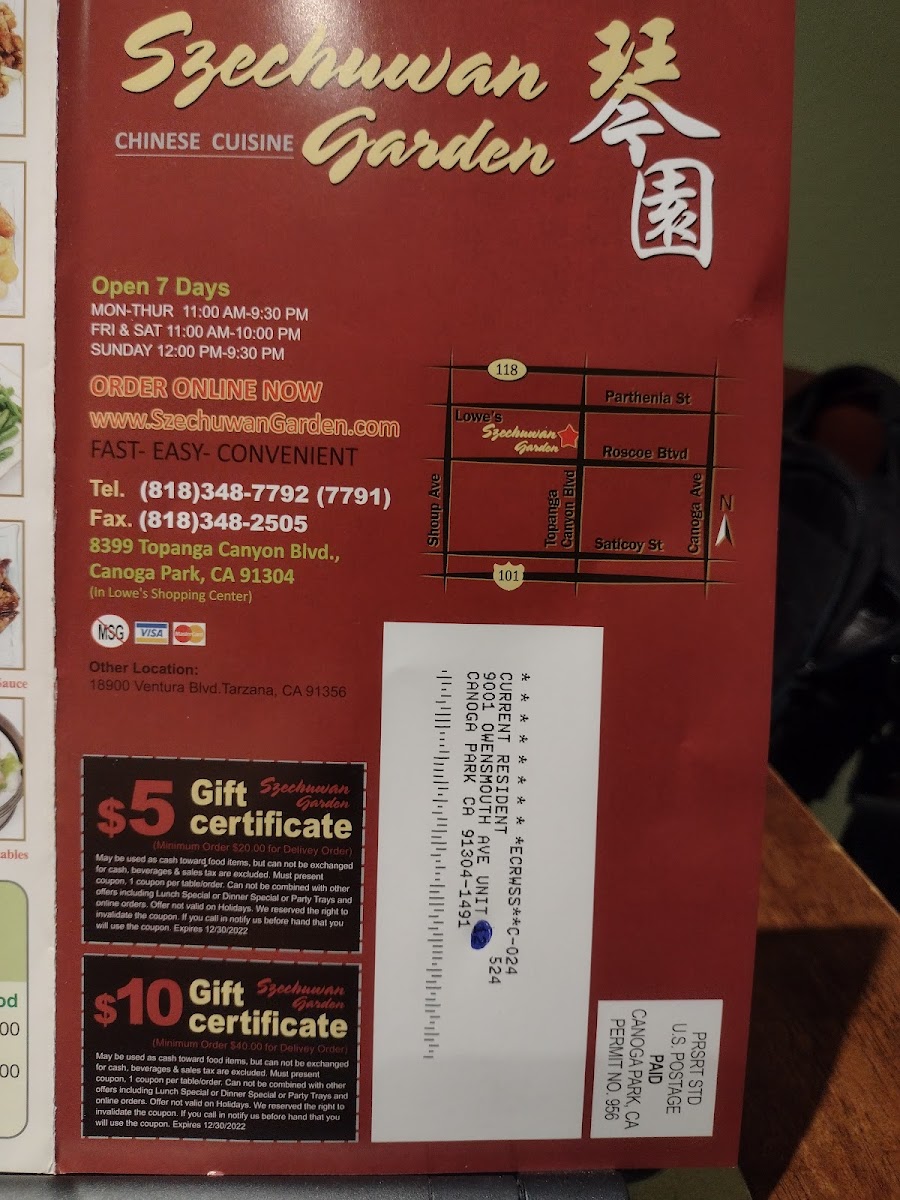 Szechuwan
Garden
CHINESE CUISINE
琴
園
Open 7 Days
MON-THUR 11:00 AM-9:30 PM
FRI & SAT 11:00 AM-10:00 PM
SUNDAY 12:00 PM-9:30 PM
ORDER ONLINE NOW
www.SzechuwanGarden.com
FAST- EASY- CONVENIENT
Tel. (818)348-7792 (7791)
Fax. (818)348-2505
8399 Topanga Canyon Blvd.,
Canoga Park, CA 91304
(In Lowe's Shopping Center)
MSG
VISA
MasterCard
Other Location:
18900 Ventura Blvd.Tarzana, CA 91356
118
Parthenia St
Lowe's
Szechuwan
Garden
Roscoe Btvd
Shoup Ave
Topanga
Canyon Blvd
Canoga Ave
N
Saticoy St
101
$5 Gift
certificate
Szechuwan
Garden
(Minimum Order $20.00 for Delivey Order)
May be used as cash toward food items, but can not be exchanged
for cash, beverages & sales tax are excluded. Must present
coupon, 1 coupon per table/order. Can not be combined with other
offers including Lunch Special or Dinner Special or Party Trays and
online orders. Offer not valid on Holidays. We reserved the right to
invalidate the coupon. If you call in notify us before hand that you
will use the coupon. Expires 12/30/2022
$10 Gift
certificate
Szechuwan
Garden
(Minimum Order $40.00 for Delivey Order)
May be used as cash toward food items, but can not be exchanged
for cash, beverages & sales tax are excluded. Must present
coupon, 1 coupon per table/order. Can not be combined with other
offers including Lunch Special or Dinner Special or Party Trays and
online orders. Offer not valid on Holidays. We reserved the right to
invalidate the coupon. If you call in notify us before hand that you
will use the coupon. Expires 12/30/2022
* * * * * * * * *ECRWSS**C-024
CURRENT RESIDENT
9001 OWENSMOUTH AVE UNIT 524
CANOGA PARK CA 91304-1491
PRSRT STD
U.S. POSTAGE
PAID
CANOGA PARK, CA
PERMIT NO. 956
Sauce
ables
od
00
00